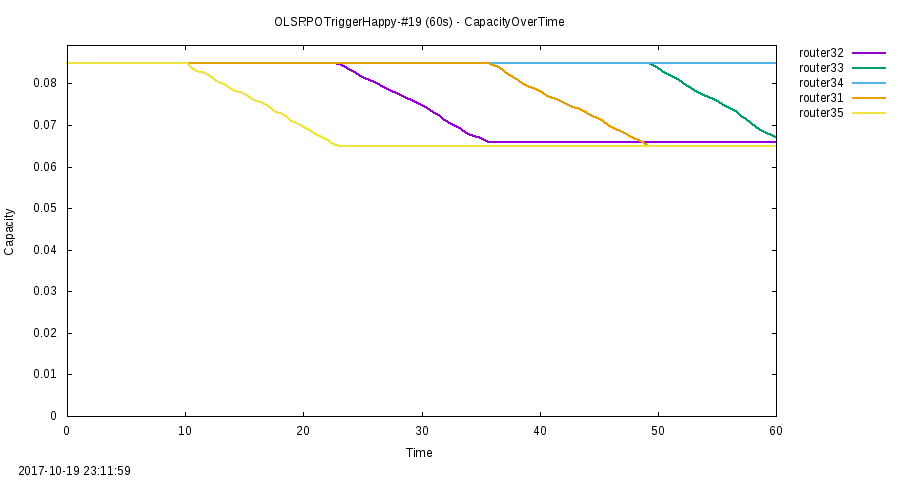 OLSRPOTriggerHappy-#19 (60s) - CapacityOverTime
router32
router33
router34
router31
router35
0.08
0.07
0.06
0.05
0.04
0.03
0.02
0.01
0
Capacity
0 10 20 30 40 50 60
Time
2017-10-19 23:11:59